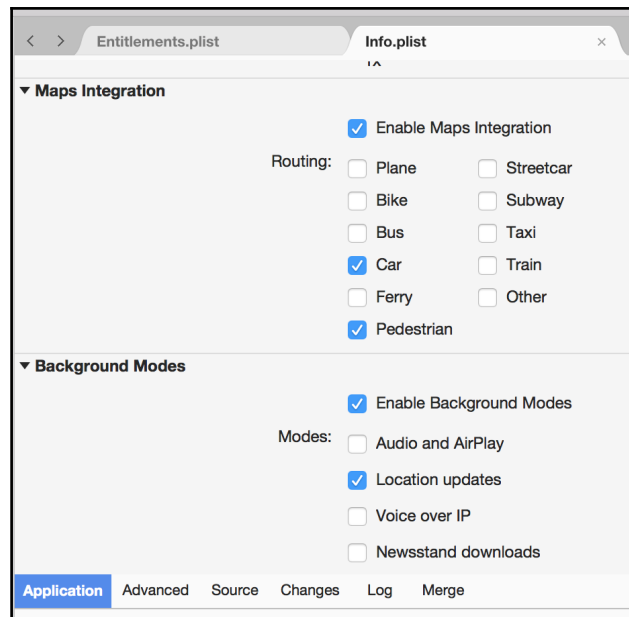 Entitlements.plist Info.plist ×
Maps Integration
Enable Maps Integration
Routing: Plane Streetcar
Bike Subway
Bus Taxi
Car Train
Ferry Other
Pedestrian
Background Modes
Enable Background Modes
Modes: Audio and AirPlay
Location updates
Voice over IP
Newsstand downloads
Application Advanced Source Changes Log Merge